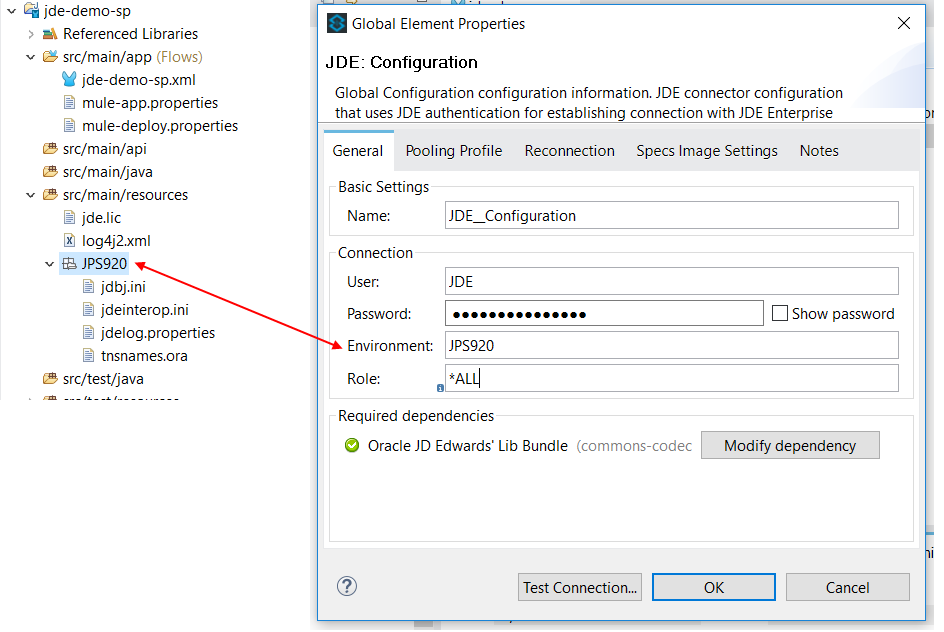 jde-demo-sp
Referenced Libraries
src/main/app (Flows)
jde-demo-sp.xml
mule-app.properties
mule-deploy.properties
src/main/api
src/main/java
src/main/resources
jde.lic
log4j2.xml
JPS920
jdbj.ini
jdeinterop.ini
jdelog.properties
tnsnames.ora
src/test/java
Global Element Properties
JDE: Configuration
Global Configuration configuration information. JDE connector configuration
that uses JDE authentication for establishing connection with JDE Enterprise
General Pooling Profile Reconnection Specs Image Settings Notes
Basic Settings
Name: JDE__Configuration
Connection
User: JDE
Password: ●●●●●●●●●●●●●●● Show password
Environment: JPS920
Role: *ALL
Required dependencies
Oracle JD Edwards' Lib Bundle (commons-codec Modify dependency
? Test Connection... OK Cancel